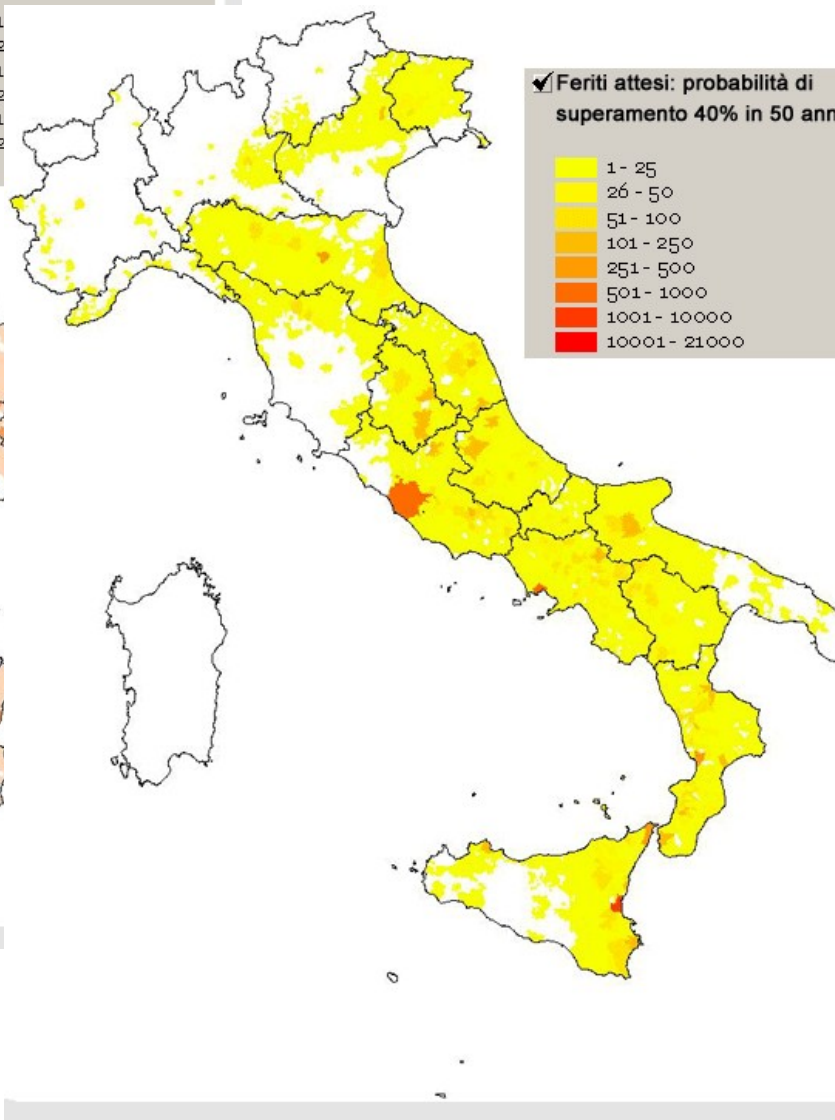 Feriti attesi: probabilità di
superamento 40% in 50 ann
1 - 25
26 - 50
51 - 100
101 - 250
251 - 500
501 - 1000
1001 - 10000
10001 - 21000